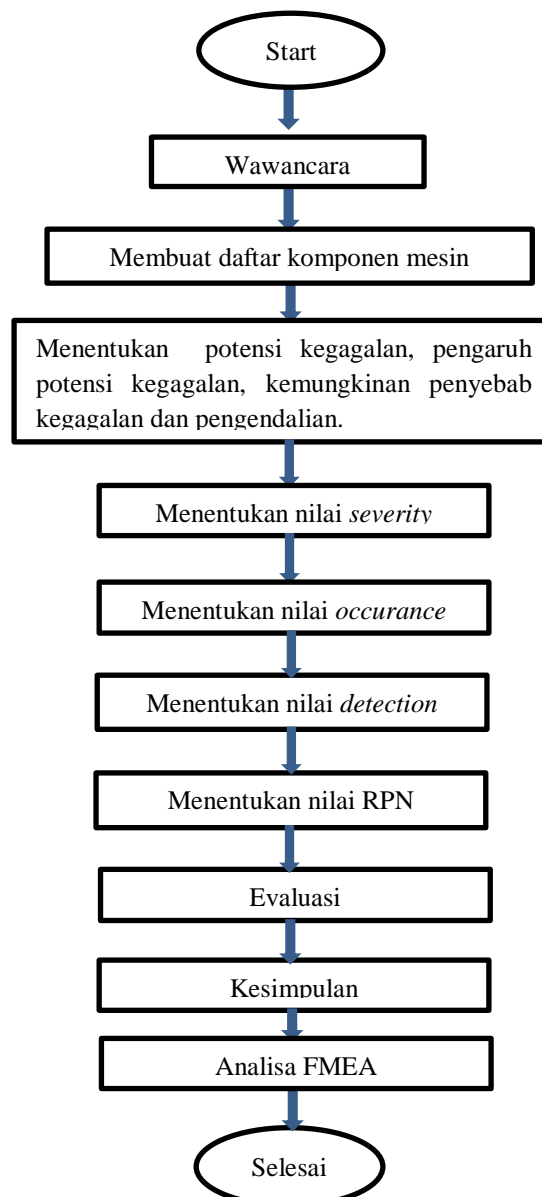 Start
Wawancara
Membuat daftar komponen mesin
Menentukan potensi kegagalan, pengaruh
potensi kegagalan, kemungkinan penyebab
kegagalan dan pengendalian.
Menentukan nilai severity
Menentukan nilai occurance
Menentukan nilai detection
Menentukan nilai RPN
Evaluasi
Kesimpulan
Analisa FMEA
Selesai